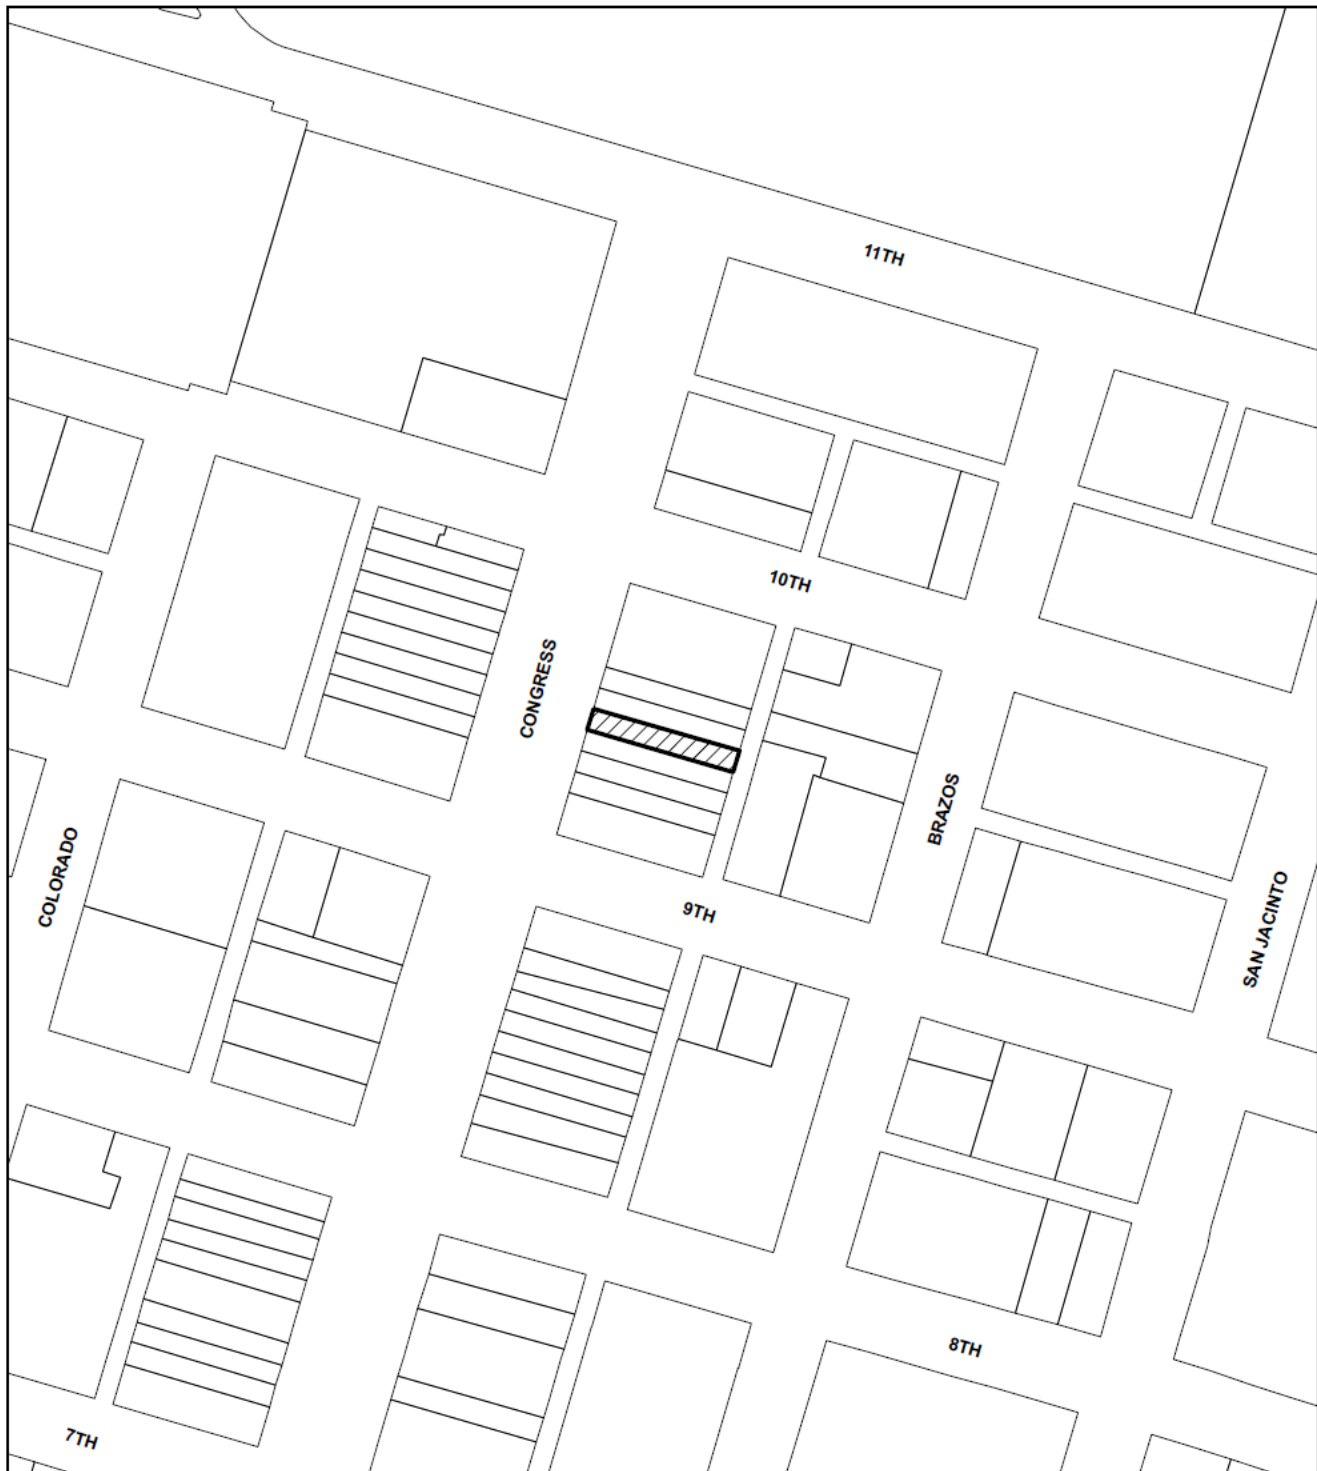 11TH
10TH
CONGRESS
BRAZOS
COLORADO
9TH
SAN JACINTO
8TH
7TH